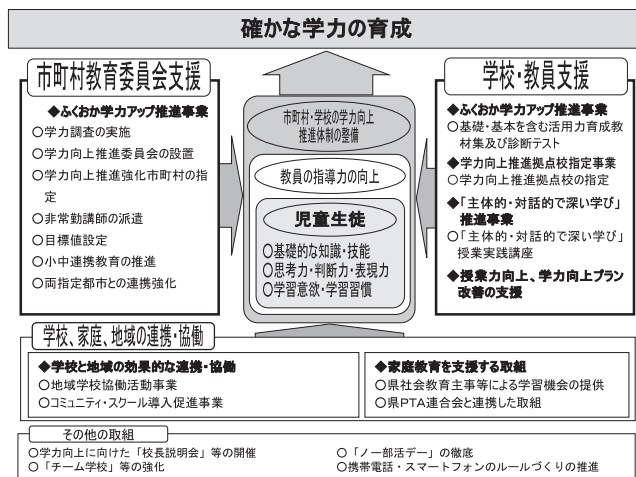 確かな学力の育成
市町村教育委員会支援
◆ふくおか学力アップ推進事業
○学力調査の実施
○学力向上推進委員会の設置
○学力向上推進強化市町村の指
定
○非常勤講師の派遣
○目標値設定
○小中連携教育の推進
○両指定都市との連携強化
市町村・学校の学力向上
推進体制の整備
教員の指導力の向上
児童生徒
○基礎的な知識・技能
○思考力・判断力・表現力
○学習意欲・学習習慣
学校・教員支援
◆ふくおか学力アップ推進事業
○基礎・基本を含む活用力育成教
材集及び診断テスト
◆学力向上推進拠点校指定事業
○学力向上推進拠点校の指定
◆「主体的・対話的で深い学び」
推進事業
○「主体的・対話的で深い学び」
授業実践講座
◆授業力向上、学力向上プラン
改善の支援
学校、家庭、地域の連携・協働
◆学校と地域の効果的な連携・協働
○地域学校協働活動事業
○コミュニティ・スクール導入促進事業
◆家庭教育を支援する取組
○県社会教育主事等による学習機会の提供
○県PTA連合会と連携した取組
その他の取組
○学力向上に向けた「校長説明会」等の開催
○「チーム学校」等の強化
○「ノー部活デー」の徹底
○携帯電話・スマートフォンのルールづくりの推進